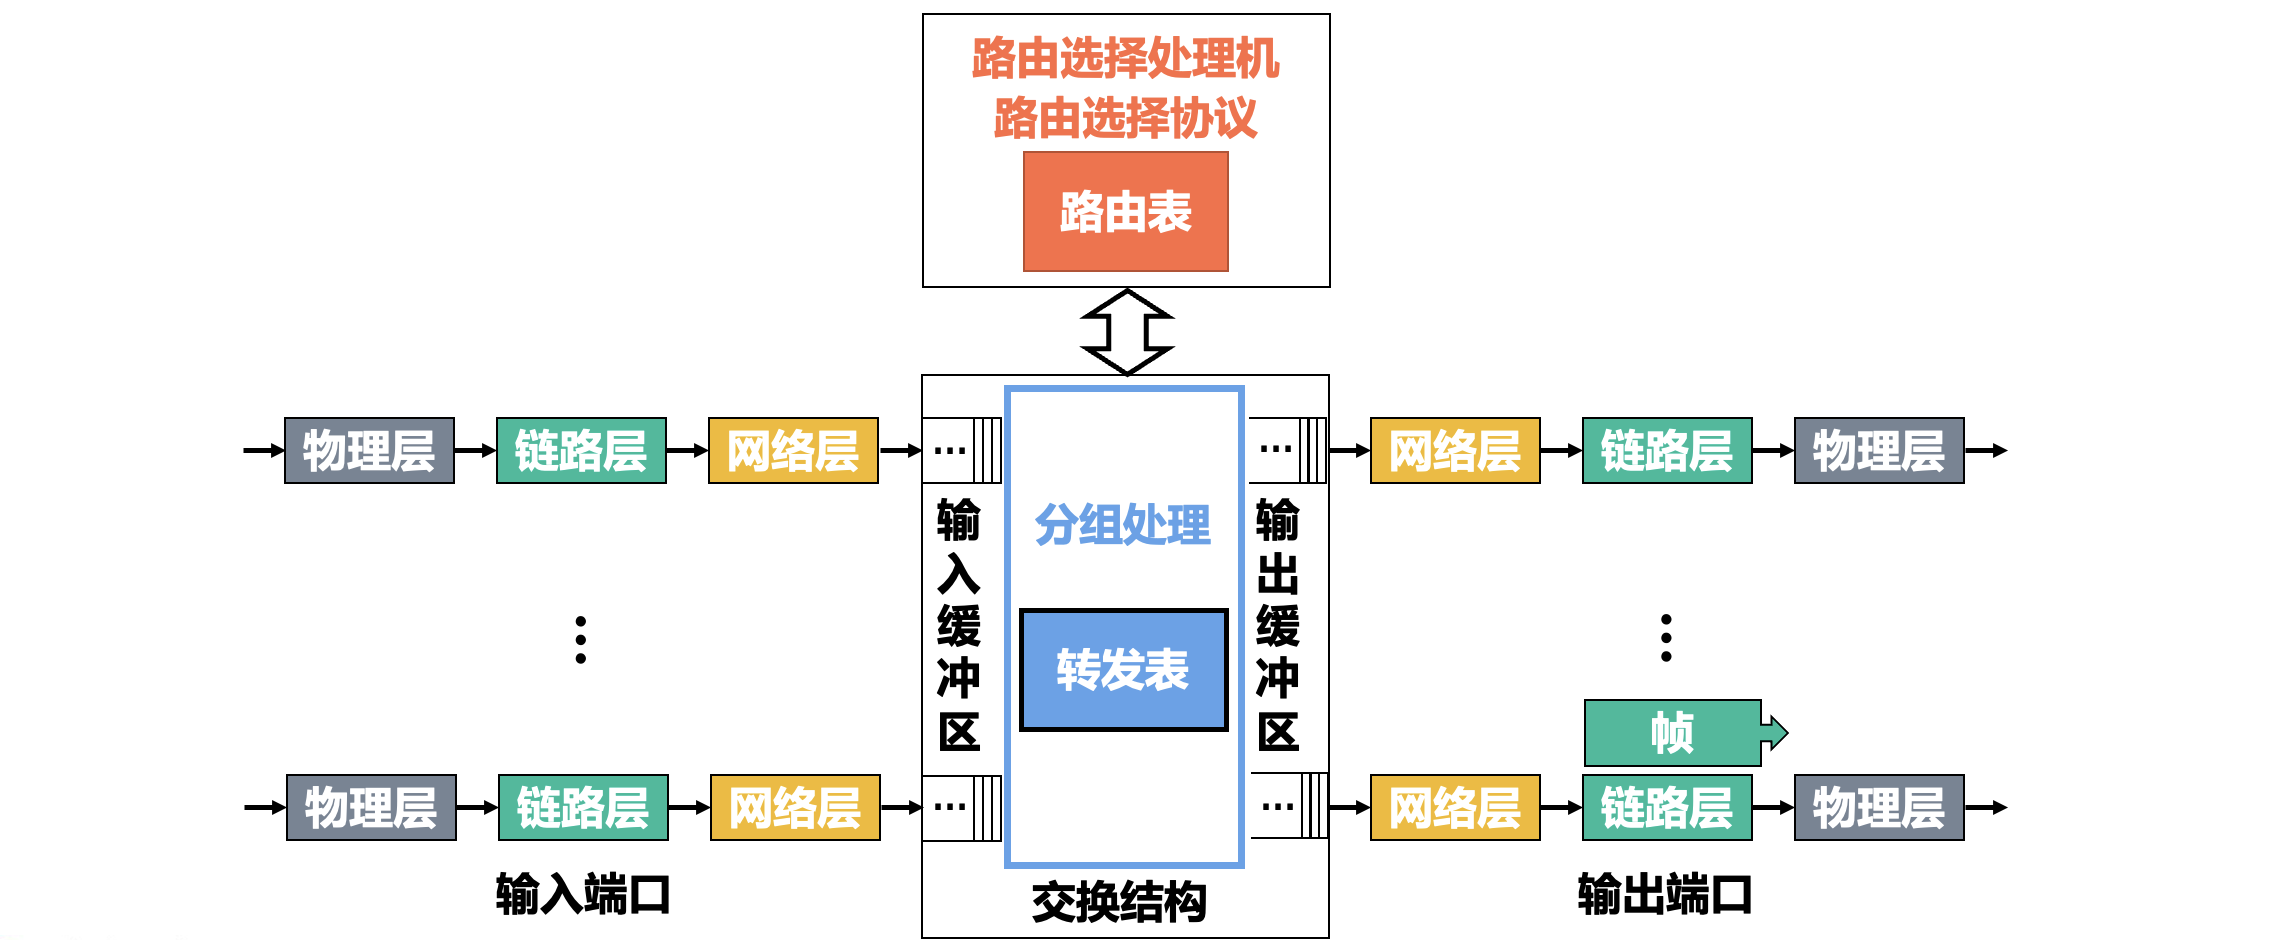 路由选择处理机
路由选择协议
路由表
物理层
链路层
网络层
...
...
网络层
链路层
物理层
输入缓冲区
分组处理
转发表
输出缓冲区
帧
物理层
链路层
网络层
...
...
网络层
链路层
物理层
输入端口
交换结构
输出端口